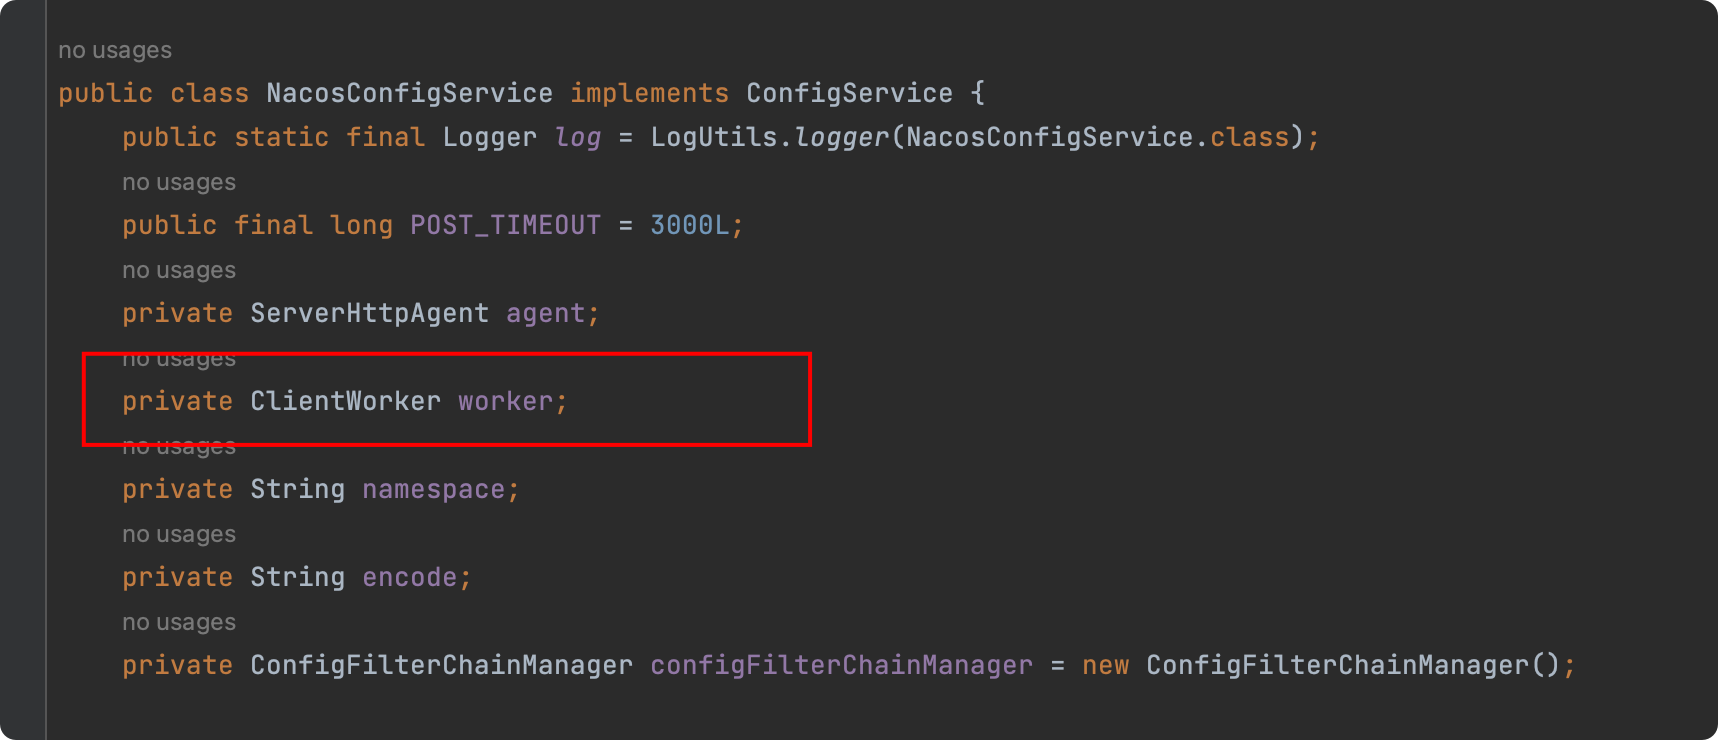 no usages
public class NacosConfigService implements ConfigService {
public static final Logger log = LogUtils.logger(NacosConfigService.class);
no usages
public final long POST_TIMEOUT = 3000L;
no usages
private ServerHttpAgent agent;
no usages
private ClientWorker worker;
no usages
private String namespace;
no usages
private String encode;
no usages
private ConfigFilterChainManager configFilterChainManager = new ConfigFilterChainManager();